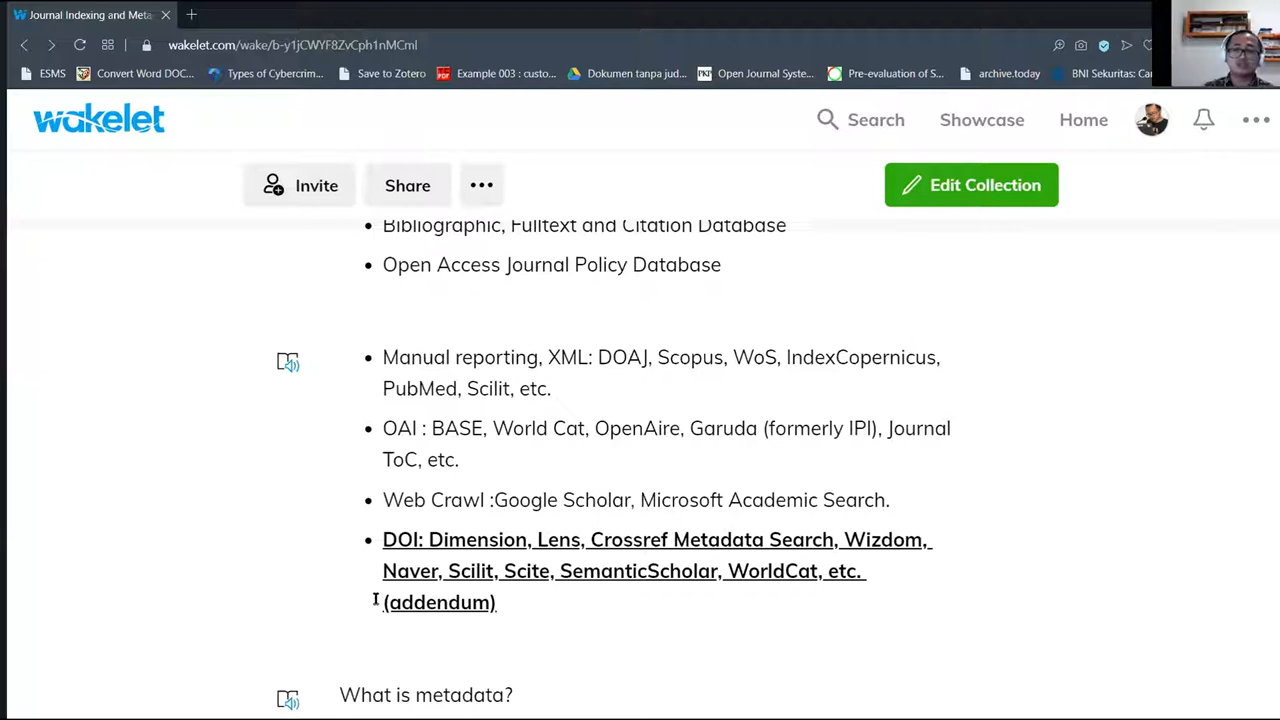 Journal Indexing and Meta
wakelet.com/wake/b-y1jCWYF8ZvCph1nMCml
ESMS
Convert Word DOC...
Types of Cybercrim...
Save to Zotero
Example 003 : custo...
Dokumen tanpa jud...
PKP Open Journal Syste...
Pre-evaluation of S...
archive.today
BNI Sekuritas: Car
wakelet
Search
Showcase
Home
Invite
Share
Edit Collection
• Bibliographic, Fulltext and Citation Database
• Open Access Journal Policy Database
• Manual reporting, XML: DOAJ, Scopus, WoS, IndexCopernicus,
PubMed, Scilit, etc.
• OAI : BASE, World Cat, OpenAire, Garuda (formerly IPI), Journal
ToC, etc.
• Web Crawl :Google Scholar, Microsoft Academic Search.
• DOI: Dimension, Lens, Crossref Metadata Search, Wizdom,
Naver, Scilit, Scite, SemanticScholar, WorldCat, etc.
(addendum)
What is metadata?